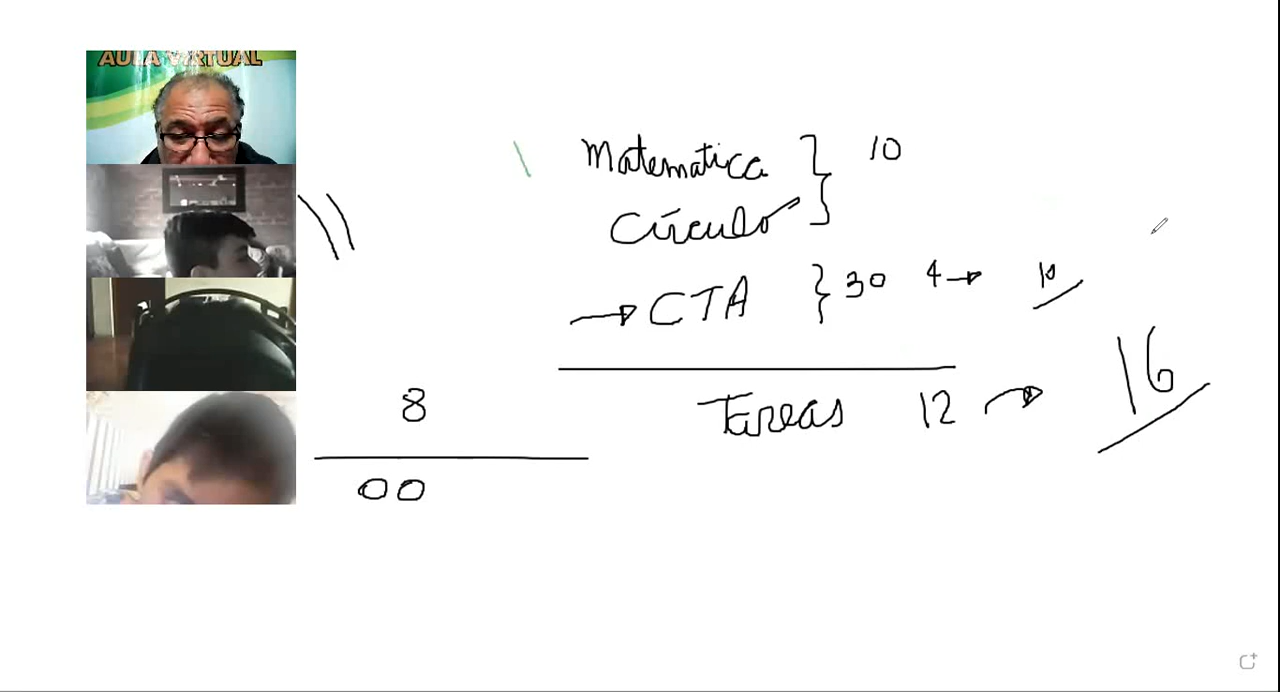 AULA VIRTUAL
Matematica } 10
Círculo
→ CTA } 30 4 → 10
16
8 Tareas 12 →
00